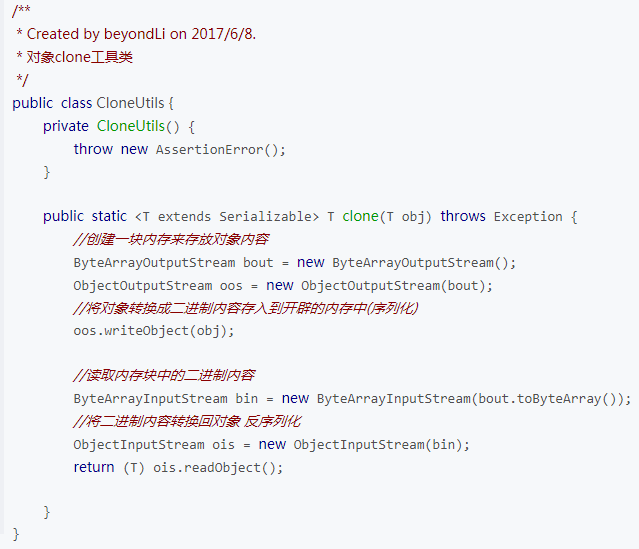 /**
 * Created by beyondLi on 2017/6/8.
 * 对象clone工具类
 */
public class CloneUtils {
    private CloneUtils() {
        throw new AssertionError();
    }

    public static <T extends Serializable> T clone(T obj) throws Exception {
        //创建一块内存来存放对象内容
        ByteArrayOutputStream bout = new ByteArrayOutputStream();
        ObjectOutputStream oos = new ObjectOutputStream(bout);
        //将对象转换成二进制内容存入到开辟的内存中(序列化)
        oos.writeObject(obj);

        //读取内存块中的二进制内容
        ByteArrayInputStream bin = new ByteArrayInputStream(bout.toByteArray());
        //将二进制内容转换回对象 反序列化
        ObjectInputStream ois = new ObjectInputStream(bin);
        return (T) ois.readObject();

    }
}